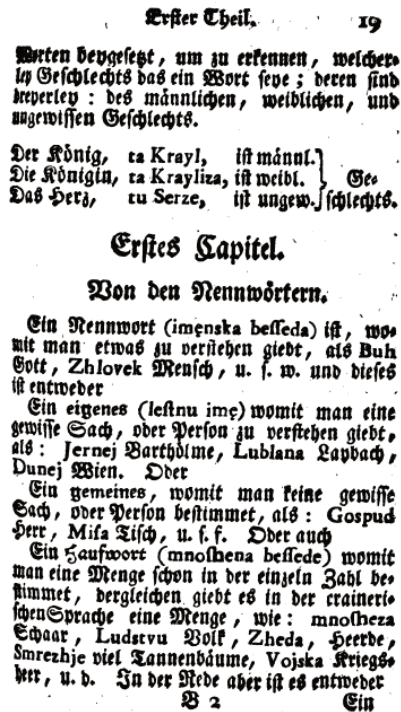 Erster Theil. 19
Worten beygesetzt, um zu erkennen, welcher-
ley Geschlechts das ein Wort seye; deren sind
dreyerley: des männlichen, weiblichen, und
ungewissen Geschlechts.
Der König, ta Krayl, ist männl.
Die Königin, ta Krayliza, ist weibl. } Ge-
Das Herz, tu Serze, ist ungew. schlechts.
Erstes Capitel.
Von den Nennwörtern.
Ein Nennwort (imęnska beſſeda) ist, wo-
mit man etwas zu verstehen giebt, als Buh
Gott, Zhlovek Mensch, u. s. w. und dieses
ist entweder
Ein eigenes (leſtnu imę) womit man eine
gewisse Sach, oder Person zu verstehen giebt,
als: Jernej Bartholme, Lublana Laybach,
Dunej Wien. Oder
Ein gemeines, womit man keine gewisse
Sach, oder Person bestimmet, als: Gospud
Herr, Miſa Tisch, u. s. f. Oder auch
Ein Haufwort (mnoſhena beſſede) womit
man eine Menge schon in der einzeln Zahl be-
stimmet, dergleichen giebt es in der craineri-
schen Sprache eine Menge, wie: mnoſheza
Schaar, Ludstvu Volk, Zheda, Heerde,
Smrezhje viel Tannenbäume, Vojska Kriegs-
heer, u. d. In der Rede aber ist es entweder
B 2 Ein